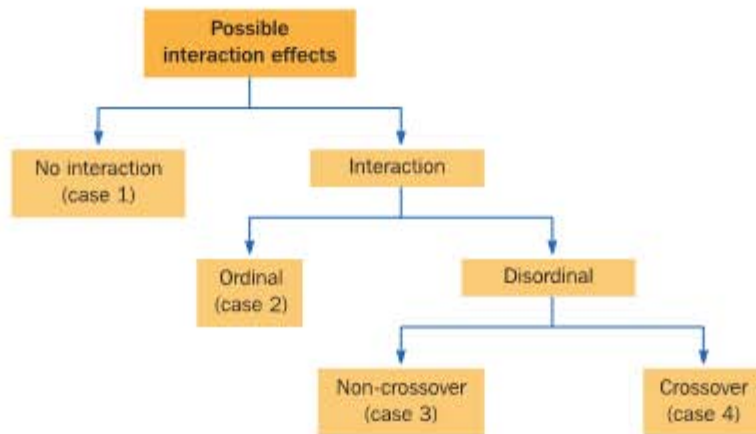 Possible
interaction effects
No interaction
(case 1)
Interaction
Ordinal
(case 2)
Disordinal
Non-crossover
(case 3)
Crossover
(case 4)